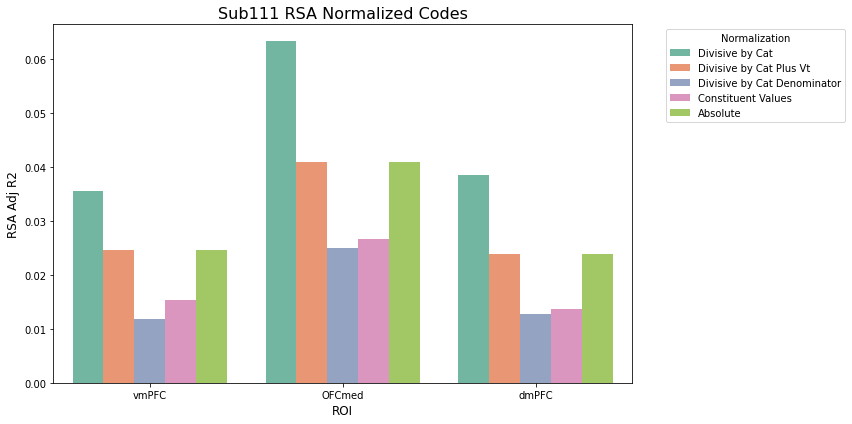 Sub111 RSA Normalized Codes
RSA Adj R2
0.06
0.05
0.04
0.03
0.02
0.01
0.00
vmPFC
OFCmed
dmPFC
ROI
Normalization
Divisive by Cat
Divisive by Cat Plus Vt
Divisive by Cat Denominator
Constituent Values
Absolute